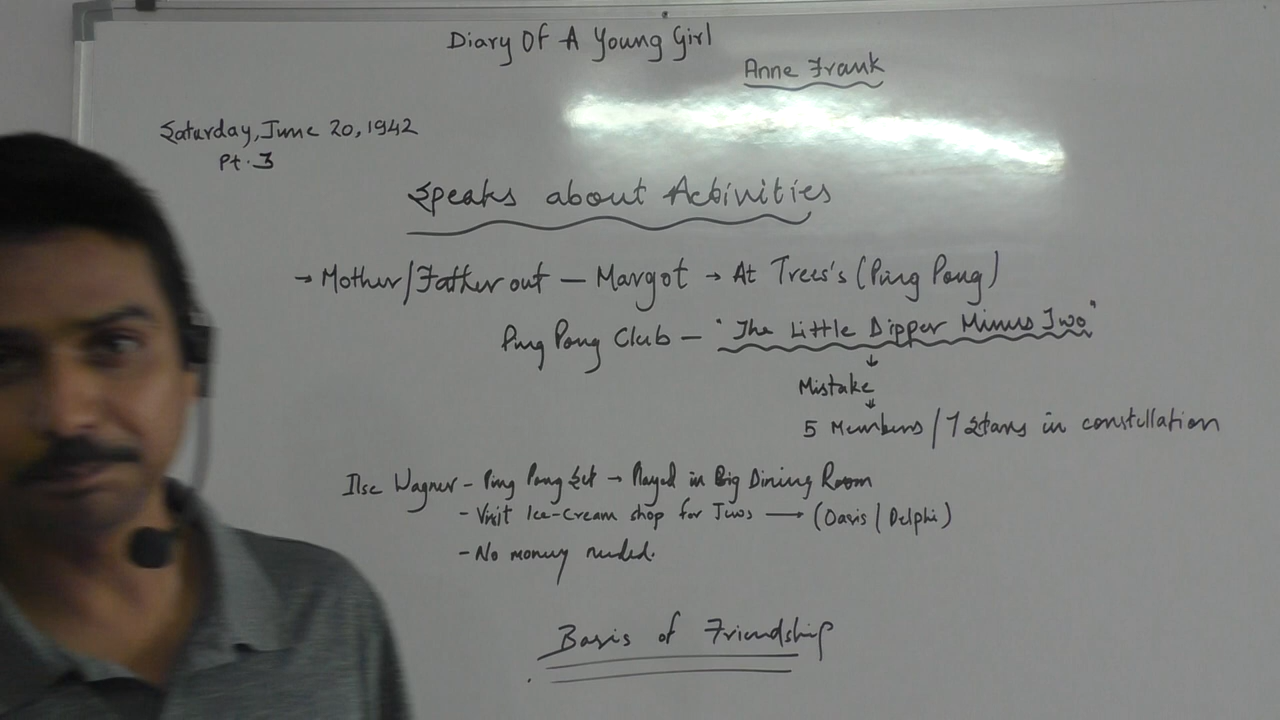 Diary Of A Young Girl
Anne Frank
Saturday, June 20, 1942
Pt. 3
Speaks about Activities
→ Mother/Father out — Margot → At Trees's (Ping Pong)
Ping Pong Club — "The Little Dipper Minus Two"
↓
Mistake
↓
5 Members / 7 Stars in constellation
Ilse Wagner - Ping Pong Set → Played in Big Dining Room
- Visit Ice-Cream shop for Jews → (Oasis / Delphi)
- No money needed.
Basis of Friendship